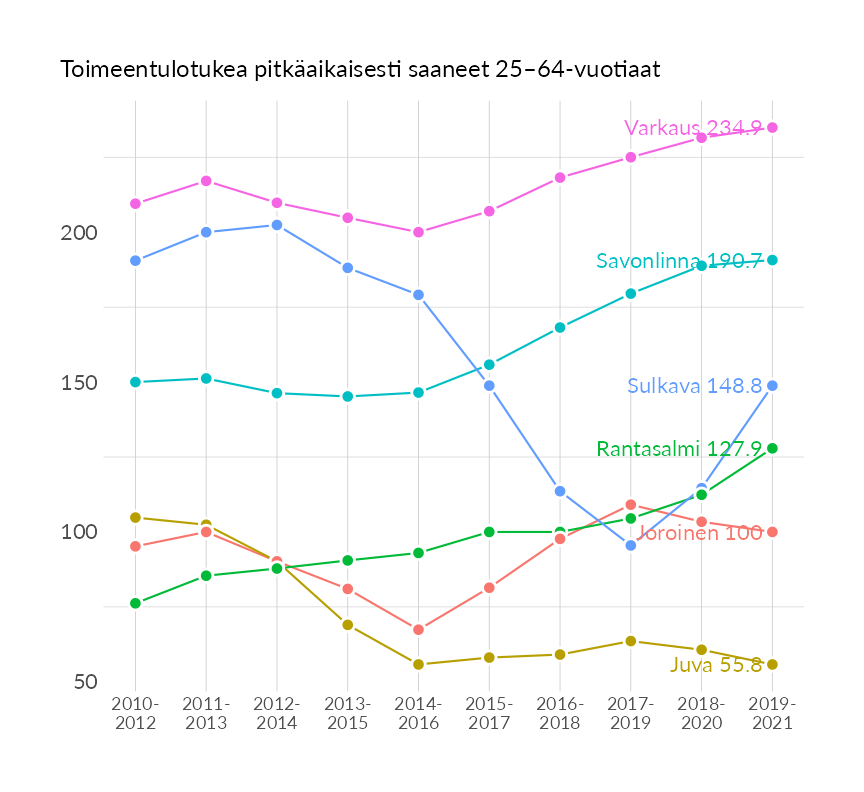 Toimeentulotukea pitkäaikaisesti saaneet 25–64-vuotiaat
Varkaus 234.9
200
Savonlinna 190.7
150
Sulkava 148.8
Rantasalmi 127.9
100
Joroinen 100
Juva 55.8
50
2010- 2011- 2012- 2013- 2014- 2015- 2016- 2017- 2018- 2019-
2012 2013 2014 2015 2016 2017 2018 2019 2020 2021